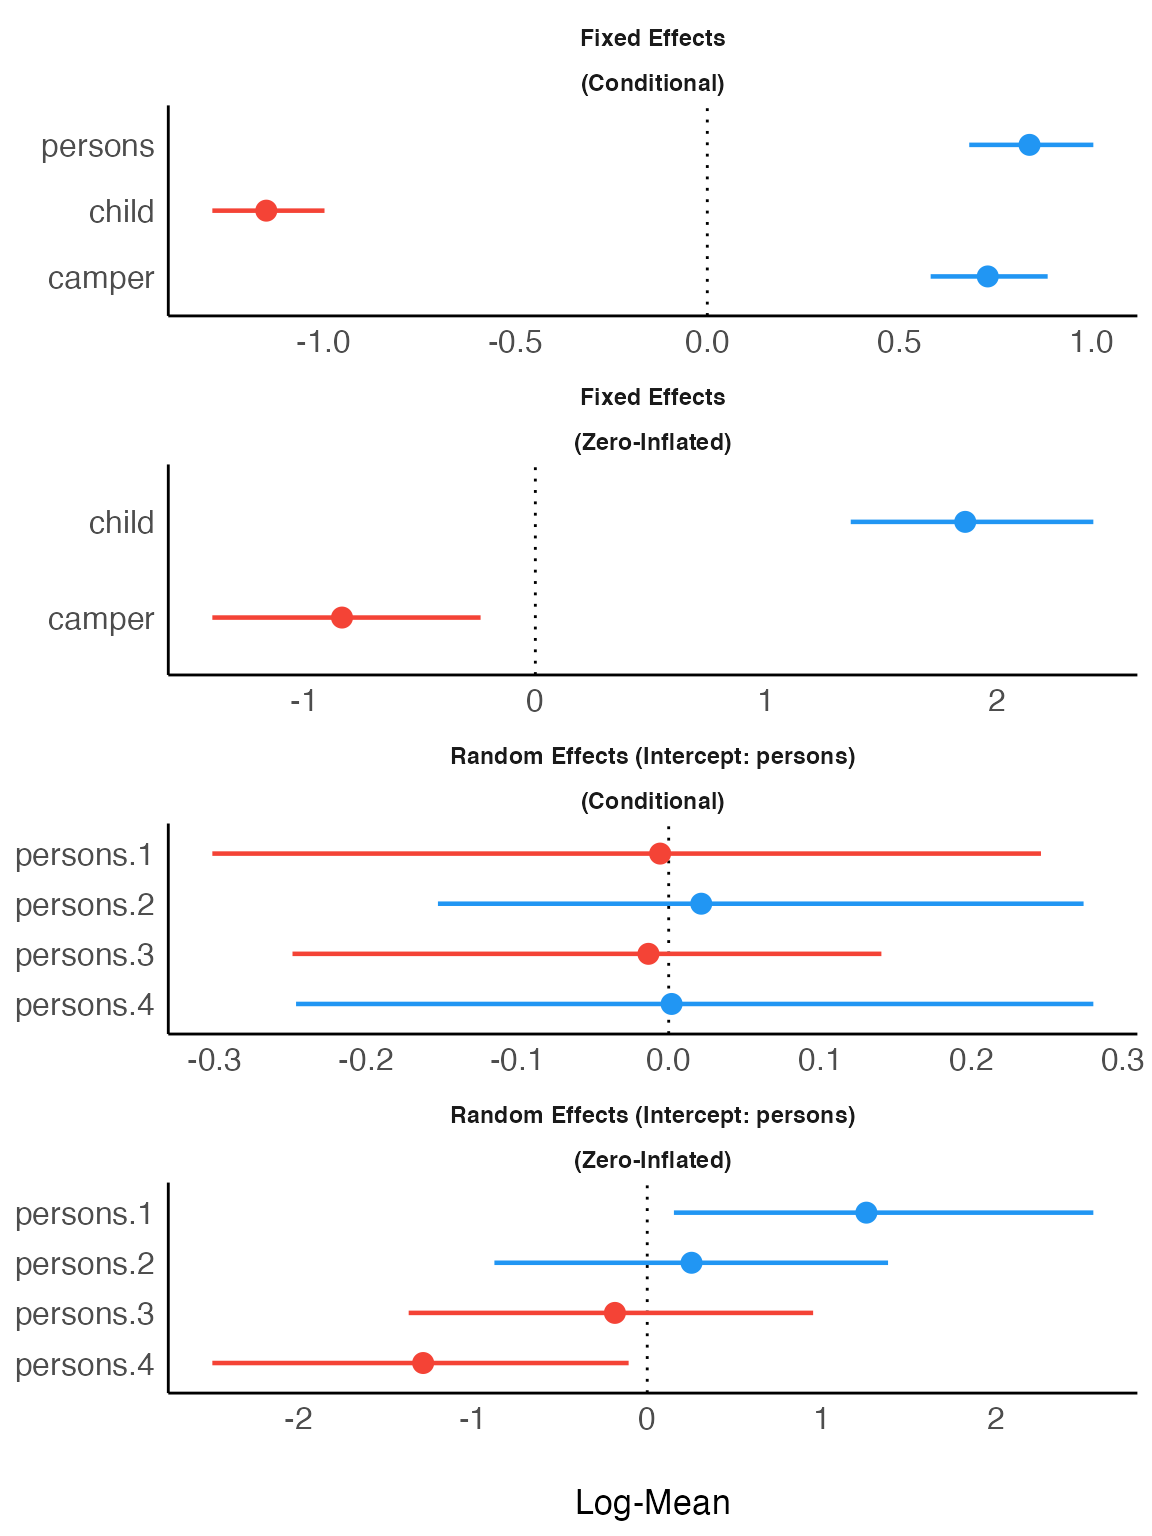 Fixed Effects
(Conditional)
persons
child
camper
-1.0 -0.5 0.0 0.5 1.0
Fixed Effects
(Zero-Inflated)
child
camper
-1 0 1 2
Random Effects (Intercept: persons)
(Conditional)
persons.1
persons.2
persons.3
persons.4
-0.3 -0.2 -0.1 0.0 0.1 0.2 0.3
Random Effects (Intercept: persons)
(Zero-Inflated)
persons.1
persons.2
persons.3
persons.4
-2 -1 0 1 2
Log-Mean